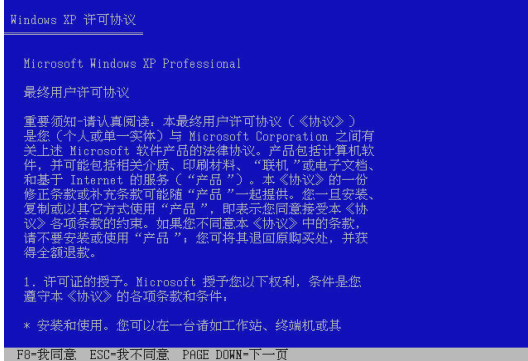 Windows XP 许可协议
Microsoft Windows XP Professional
最终用户许可协议
重要须知-请认真阅读：本最终用户许可协议（《协议》）
是您（个人或单一实体）与 Microsoft Corporation 之间有
关上述 Microsoft 软件产品的法律协议。产品包括计算机软
件，并可能包括相关介质、印刷材料、“联机”或电子文档、
和基于 Internet 的服务（“产品”）。本《协议》的一份
修正条款或补充条款可能随“产品”一起提供。您一旦安装、
复制或以其它方式使用“产品”，即表示您同意接受本《协
议》各项条款的约束。如果您不同意本《协议》中的条款，
请不要安装或使用“产品”；您可将其退回原购买处，并获
得全额退款。
1. 许可证的授予。Microsoft 授予您以下权利，条件是您
遵守本《协议》的各项条款和条件：
* 安装和使用。您可以在一台诸如工作站、终端机或其
F8=我同意 ESC=我不同意 PAGE DOWN=下一页